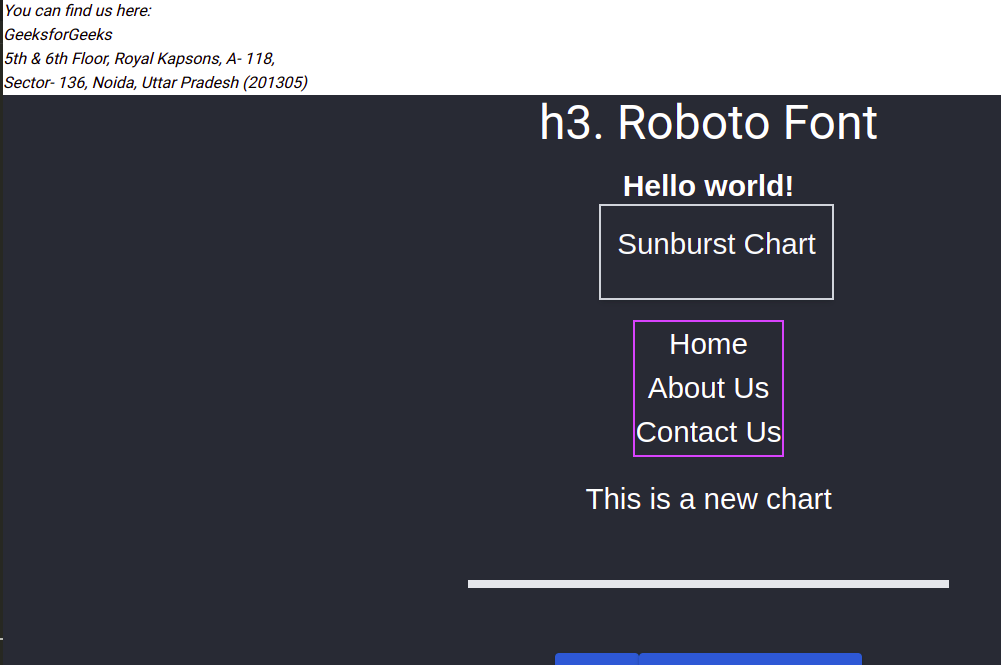 You can find us here:
GeeksforGeeks
5th & 6th Floor, Royal Kapsons, A- 118,
Sector- 136, Noida, Uttar Pradesh (201305)
h3. Roboto Font
Hello world!
Sunburst Chart
Home
About Us
Contact Us
This is a new chart